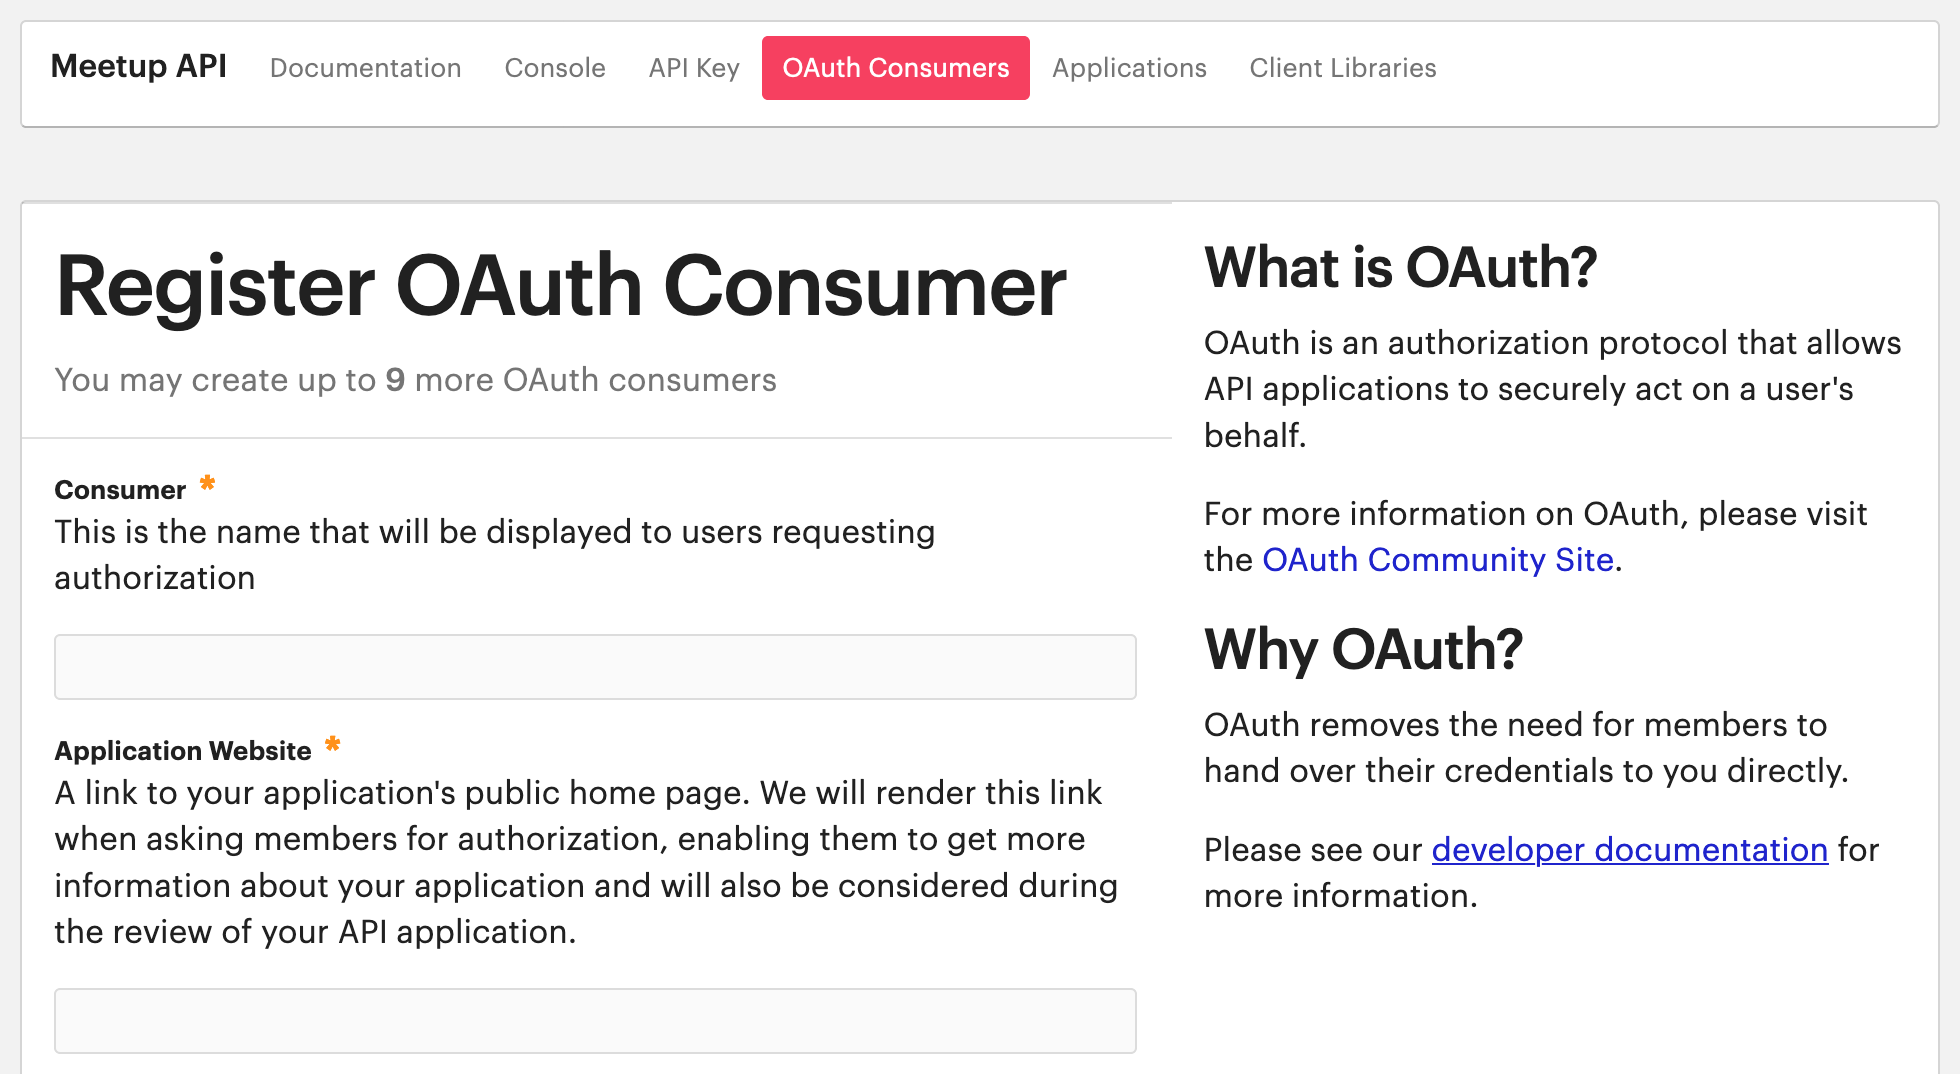 Meetup API Documentation Console API Key OAuth Consumers Applications Client Libraries
Register OAuth Consumer
You may create up to 9 more OAuth consumers
Consumer *
This is the name that will be displayed to users requesting
authorization
Application Website *
A link to your application's public home page. We will render this link
when asking members for authorization, enabling them to get more
information about your application and will also be considered during
the review of your API application.
What is OAuth?
OAuth is an authorization protocol that allows
API applications to securely act on a user's
behalf.
For more information on OAuth, please visit
the OAuth Community Site.
Why OAuth?
OAuth removes the need for members to
hand over their credentials to you directly.
Please see our developer documentation for
more information.